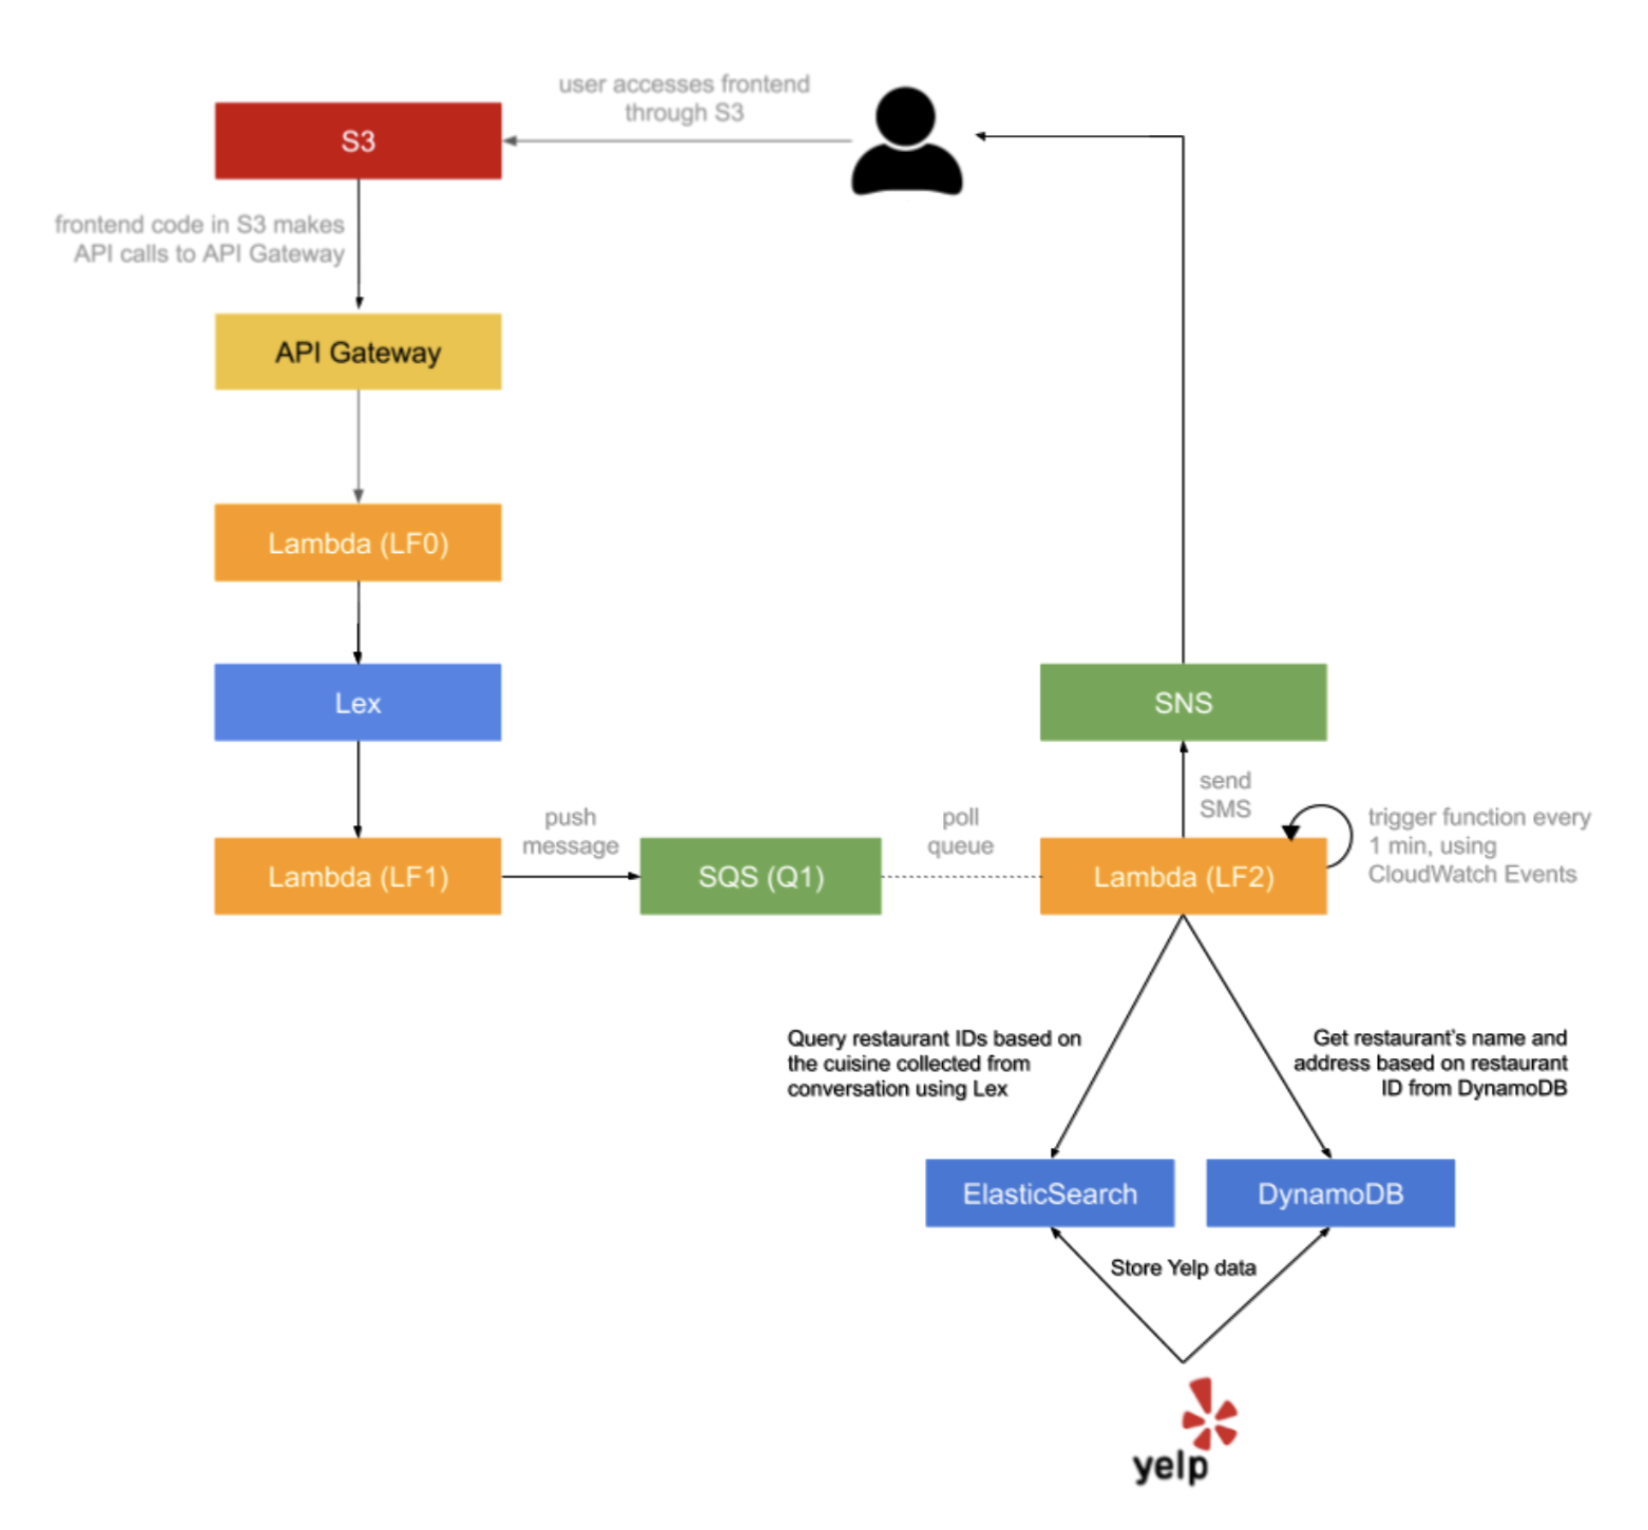 user accesses frontend
through S3
S3
frontend code in S3 makes
API calls to API Gateway
API Gateway
Lambda (LF0)
Lex
SNS
send
SMS
push
message
poll
queue
trigger function every
1 min, using
CloudWatch Events
Lambda (LF1)
SQS (Q1)
Lambda (LF2)
Query restaurant IDs based on
the cuisine collected from
conversation using Lex
Get restaurant's name and
address based on restaurant
ID from DynamoDB
ElasticSearch
DynamoDB
Store Yelp data
yelp